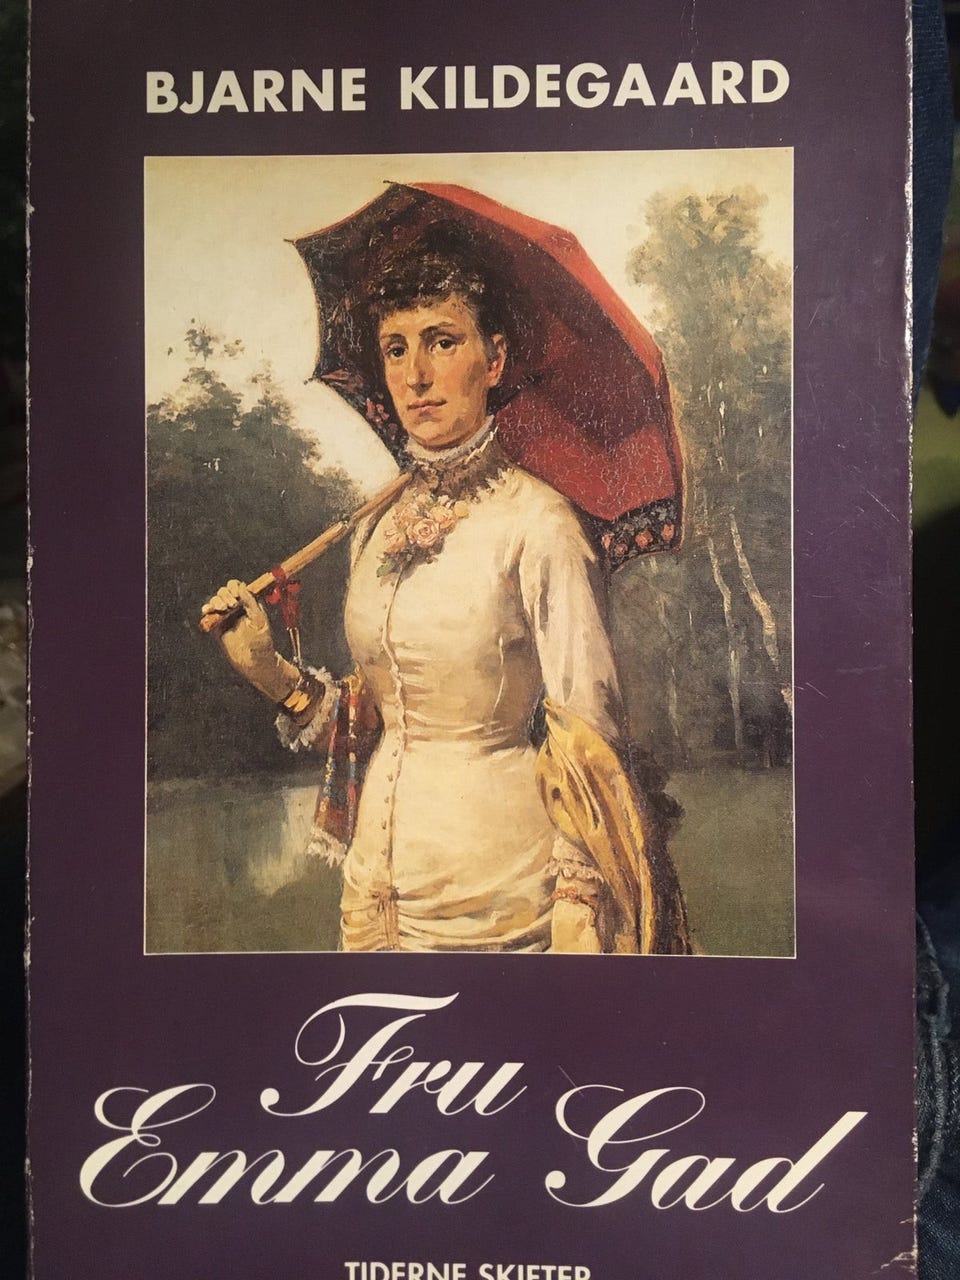 BJARNE KILDEGAARD
Fru
Emma Gad
TIDERNE SKIFTER